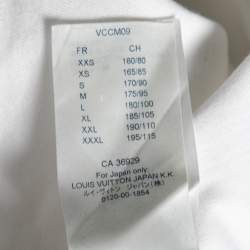 VCCM09
FR CH
XXS 160/80
XS 165/85
S 170/90
M 175/95
L 180/100
XL 185/105
XXL 190/110
XXXL 195/115
CA 36929
For Japan only:
LOUIS VUITTON JAPAN K.K.
ルイ・ヴィトン ジャパン(株)
0120-00-1854